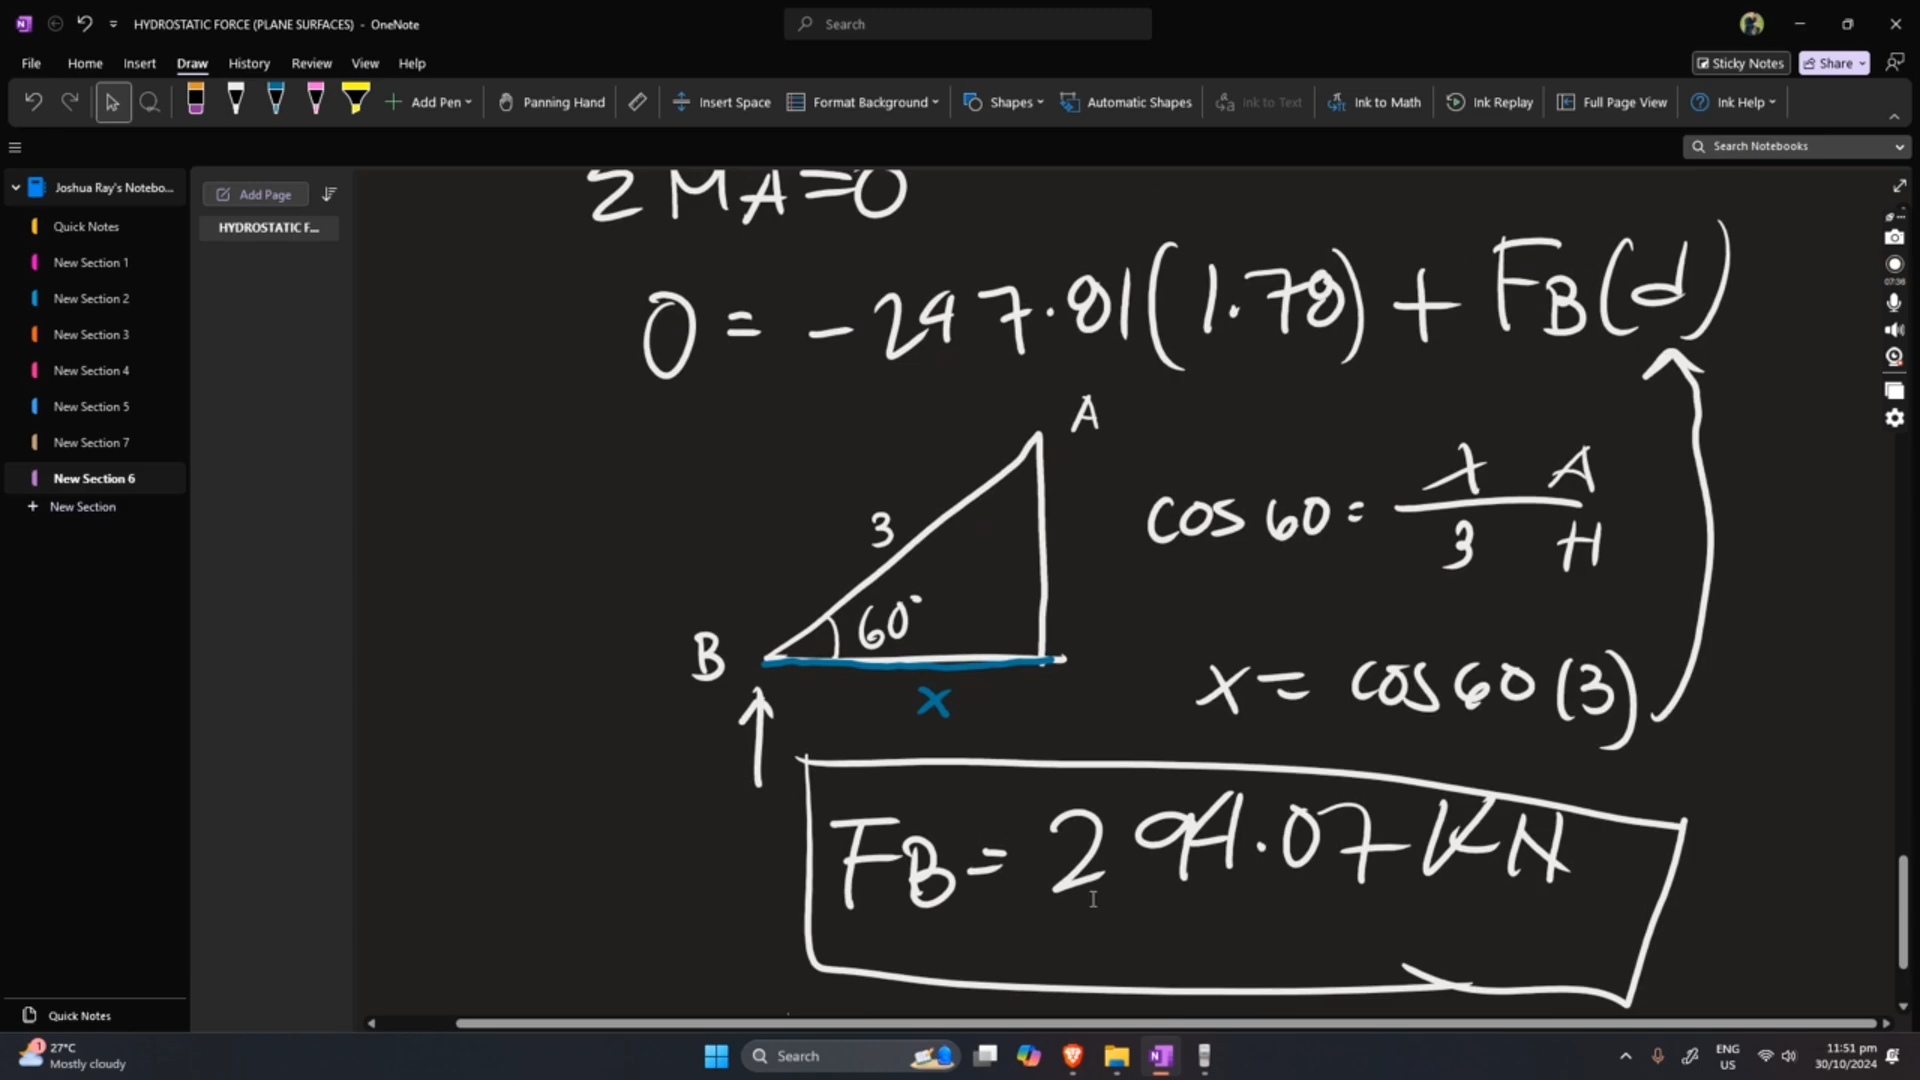 HYDROSTATIC FORCE (PLANE SURFACES) - OneNote
Search
File Home Insert Draw History Review View Help
Sticky Notes Share
Add Pen Panning Hand Insert Space Format Background Shapes Automatic Shapes Ink to Text Ink to Math Ink Replay Full Page View Ink Help
Search Notebooks
Joshua Ray's Notebo...
Quick Notes
New Section 1
New Section 2
New Section 3
New Section 4
New Section 5
New Section 7
New Section 6
+ New Section
Quick Notes
Add Page
HYDROSTATIC F...
07:36
Σ MA=0
0 = -247.81(1.78) + FB(d)
A
3
60°
B
x
cos 60 = x/3 A/H
x = cos 60 (3)
FB = 294.07 KN
1
27°C
Mostly cloudy
Search
ENG
US
11:51 pm
30/10/2024